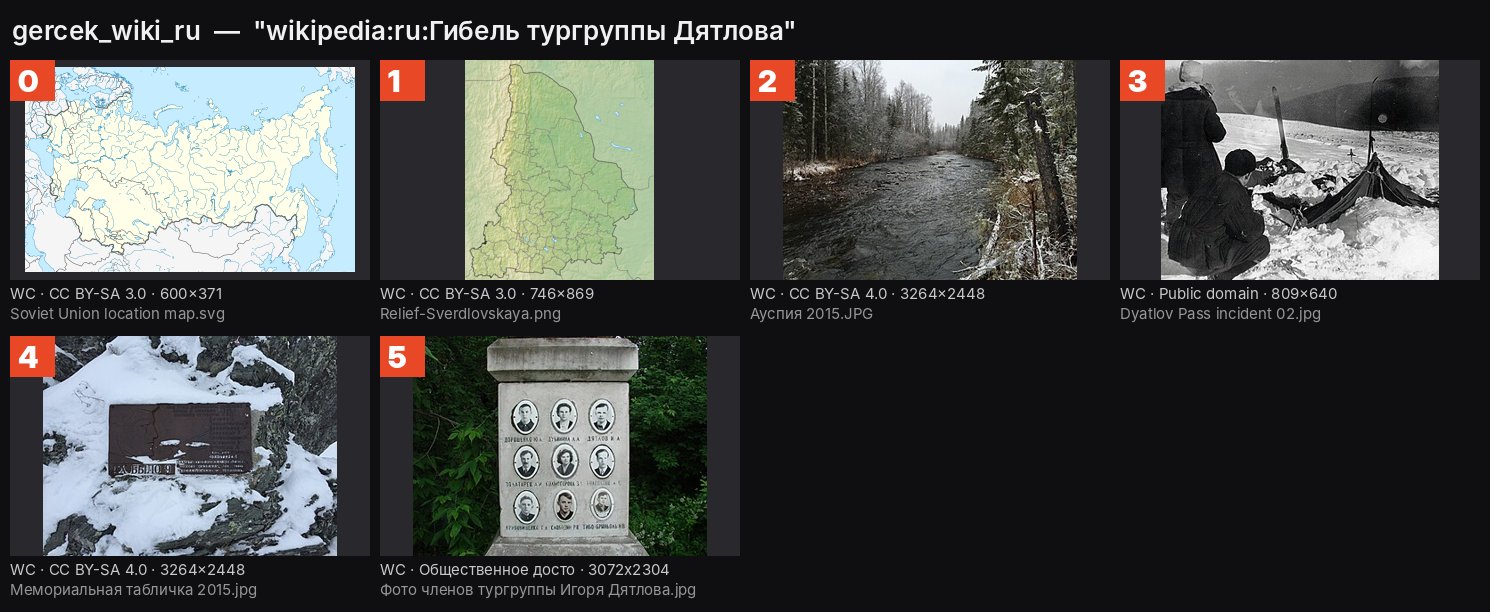 gercek_wiki_ru — "wikipedia:ru:Гибель тургруппы Дятлова"
0
1
2
3
WC · CC BY-SA 3.0 · 600×371
Soviet Union location map.svg
WC · CC BY-SA 3.0 · 746×869
Relief-Sverdlovskaya.png
WC · CC BY-SA 4.0 · 3264×2448
Ауспия 2015.JPG
WC · Public domain · 809×640
Dyatlov Pass incident 02.jpg
4
5
ДОРОШЕНКО Ю.А. ДУБИНИНА Л.А. ДЯТЛОВ И.А.
WC · CC BY-SA 4.0 · 3264×2448
Мемориальная табличка 2015.jpg
WC · Общественное досто · 3072x2304
Фото членов тургруппы Игоря Дятлова.jpg